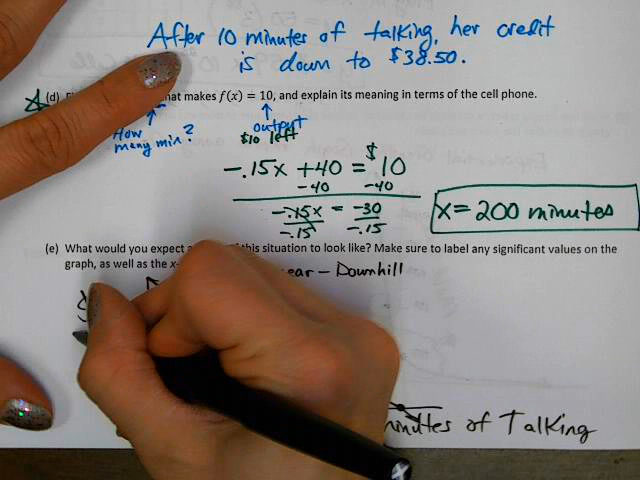 After 10 minutes of talking, her credit
is down to $38.50.
(d) hat makes f(x) = 10, and explain its meaning in terms of the cell phone.
How many min?
output
$10 left
-.15x +40 = $10
-40 -40
-.15x = -30
-.15 -.15
x = 200 minutes
(e) What would you expect this situation to look like? Make sure to label any significant values on the
graph, as well as the x-
ear - Downhill
minutes of Talking